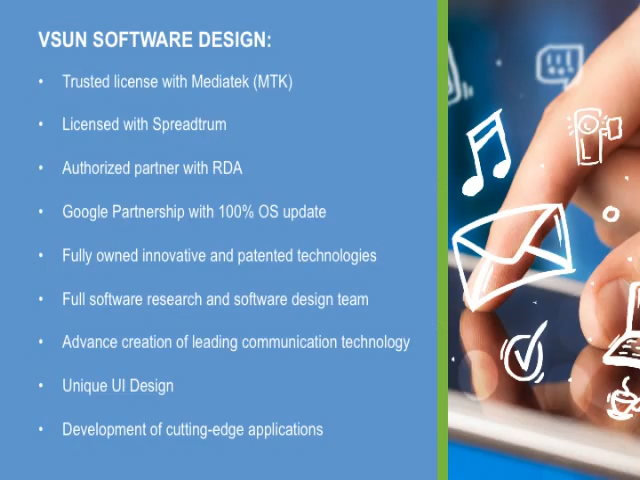 VSUN SOFTWARE DESIGN:
• Trusted license with Mediatek (MTK)
• Licensed with Spreadtrum
• Authorized partner with RDA
• Google Partnership with 100% OS update
• Fully owned innovative and patented technologies
• Full software research and software design team
• Advance creation of leading communication technology
• Unique UI Design
• Development of cutting-edge applications